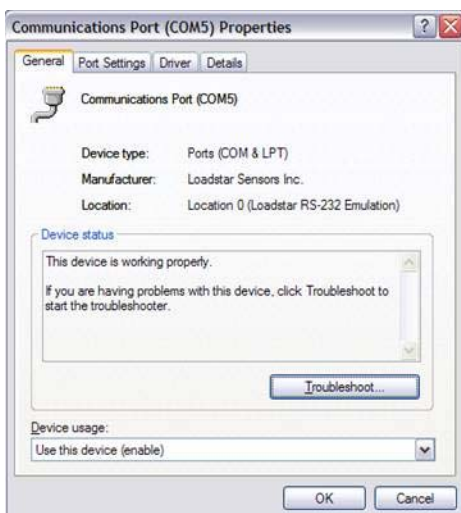 Communications Port (COM5) Properties
?
X
General Port Settings Driver Details
Communications Port (COM5)
Device type: Ports (COM & LPT)
Manufacturer: Loadstar Sensors Inc.
Location: Location 0 (Loadstar RS-232 Emulation)
Device status
This device is working properly.
If you are having problems with this device, click Troubleshoot to
start the troubleshooter.
Troubleshoot...
Device usage:
Use this device (enable)
OK Cancel